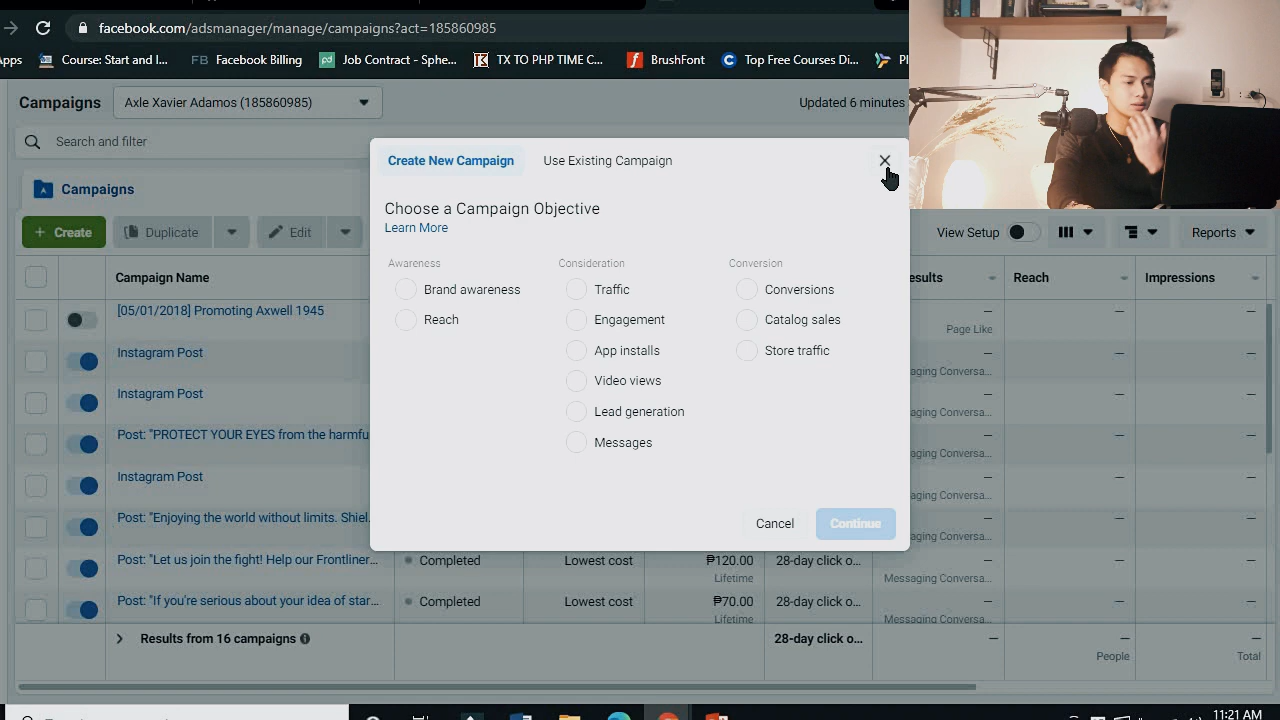 facebook.com/adsmanager/manage/campaigns?act=185860985
Apps
Course: Start and I...
FB Facebook Billing
pd Job Contract - Sphe...
TX TO PHP TIME C...
BrushFont
Top Free Courses Di...
Campaigns
Axle Xavier Adamos (185860985)
Updated 6 minutes
Search and filter
Campaigns
+ Create
Duplicate
Edit
View Setup
Reports
Create New Campaign
Use Existing Campaign
Choose a Campaign Objective
Learn More
Awareness
Brand awareness
Reach
Consideration
Traffic
Engagement
App installs
Video views
Lead generation
Messages
Conversion
Conversions
Catalog sales
Store traffic
Cancel
Continue
Campaign Name
esults
Reach
Impressions
[05/01/2018] Promoting Axwell 1945
— — —
Page Like
Instagram Post
— — —
aging Conversa...
Instagram Post
— — —
aging Conversa...
Post: "PROTECT YOUR EYES from the harmfu
— — —
aging Conversa...
Instagram Post
— — —
aging Conversa...
Post: "Enjoying the world without limits. Shiel.
— — —
aging Conversa...
Post: "Let us join the fight! Help our Frontliner...
Completed
Lowest cost
₱120.00
Lifetime
28-day click o...
— — —
Messaging Conversa...
Post: "If you're serious about your idea of star...
Completed
Lowest cost
₱70.00
Lifetime
28-day click o...
— — —
Messaging Conversa...
Results from 16 campaigns
28-day click o...
— — —
People
Total
11:21 AM